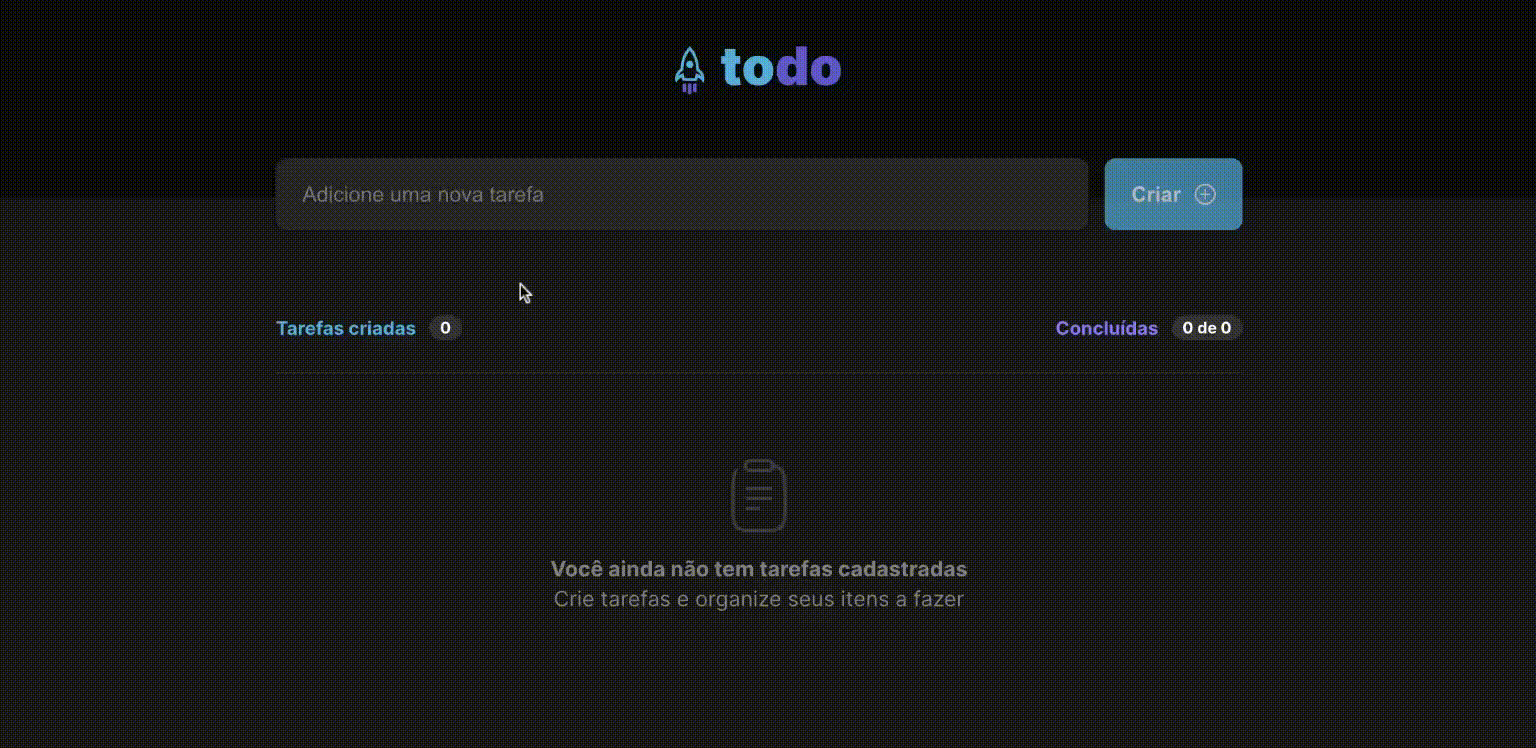 todo
Adicione uma nova tarefa
Criar
Tarefas criadas 0
Concluídas 0 de 0
Você ainda não tem tarefas cadastradas
Crie tarefas e organize seus itens a fazer